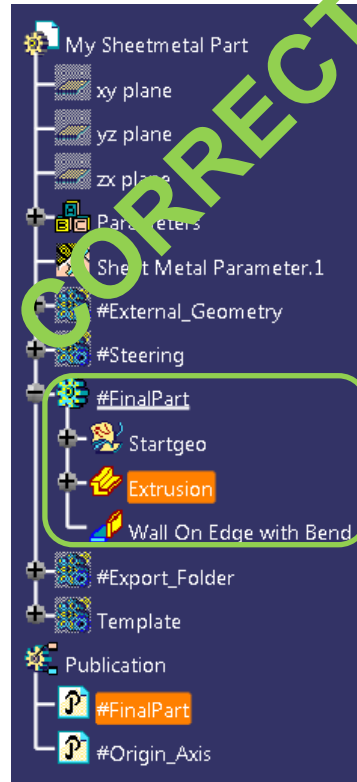 CORRECT
My Sheetmetal Part
xy plane
yz plane
zx plane
Parameters
Sheet Metal Parameter.1
#External_Geometry
#Steering
#FinalPart
Startgeo
Extrusion
Wall On Edge with Bend
#Export_Folder
Template
Publication
#FinalPart
#Origin_Axis